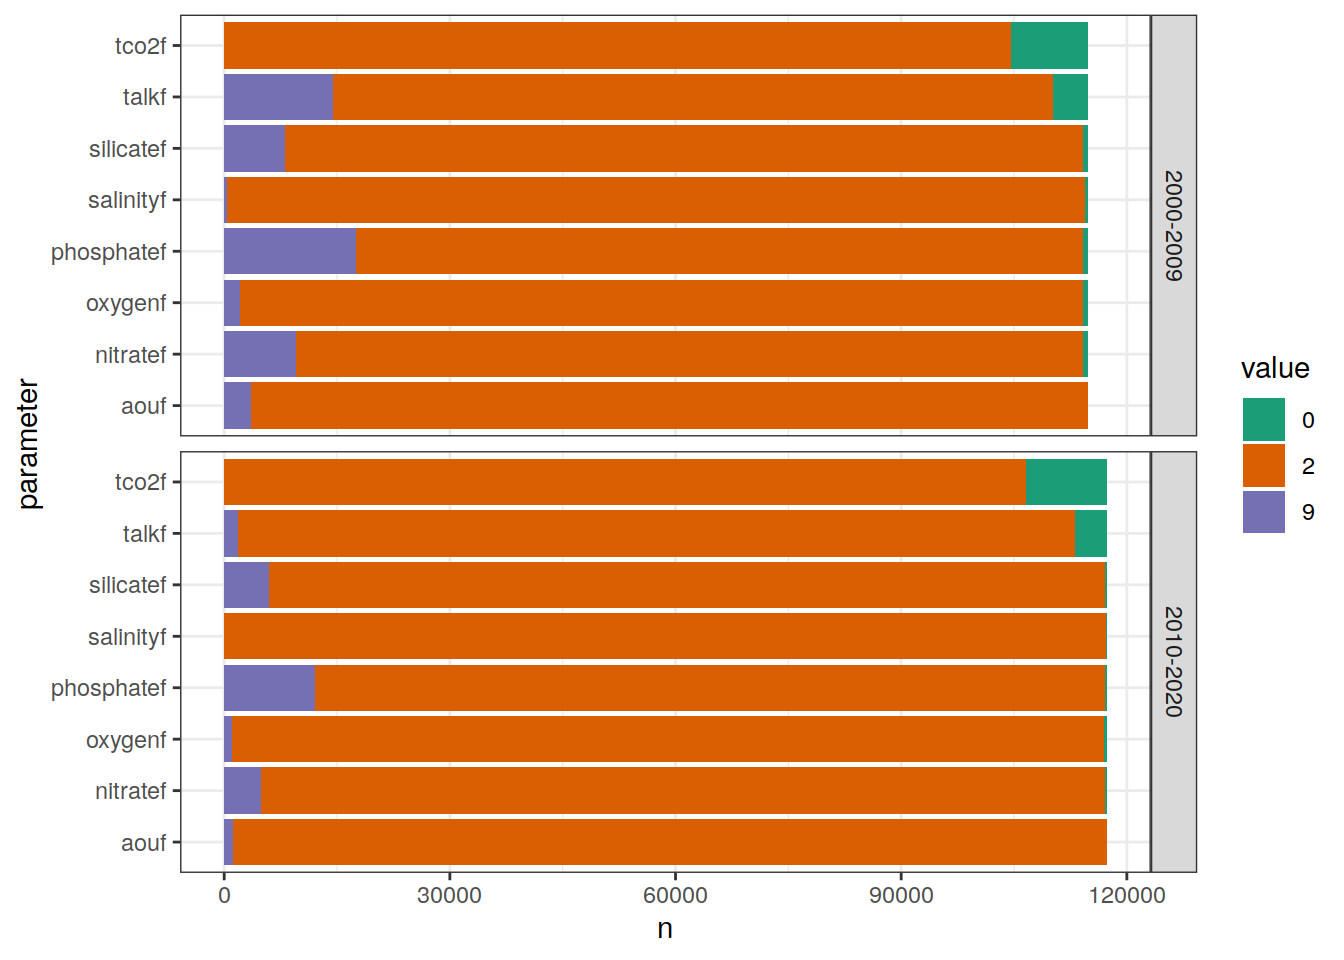 parameter
tco2f
talkf
silicatef
salinityf
phosphatef
oxygenf
nitratef
aouf
2000-2009
tco2f
talkf
silicatef
salinityf
phosphatef
oxygenf
nitratef
aouf
2010-2020
0
30000
60000
90000
120000
n
value
0
2
9